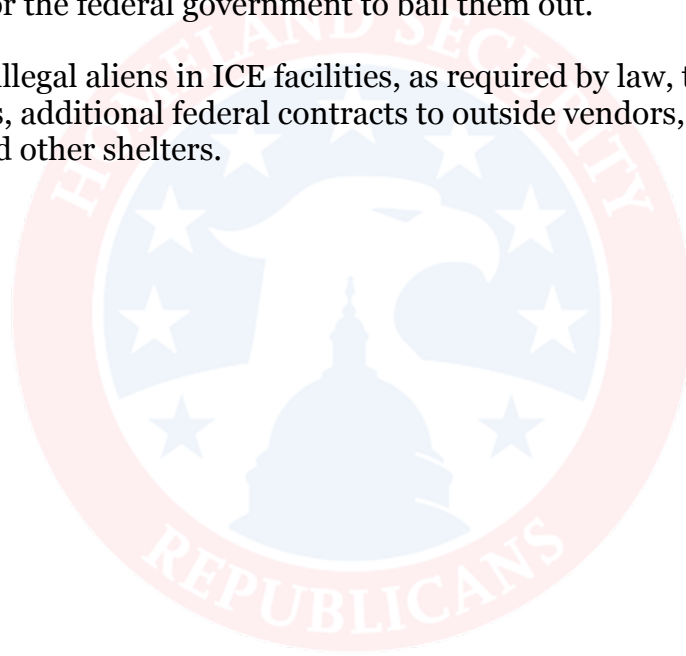 or the federal government to bail them out.
illegal aliens in ICE facilities, as required by law, t
s, additional federal contracts to outside vendors,
d other shelters.
HOMELAND SECURITY
REPUBLICANS